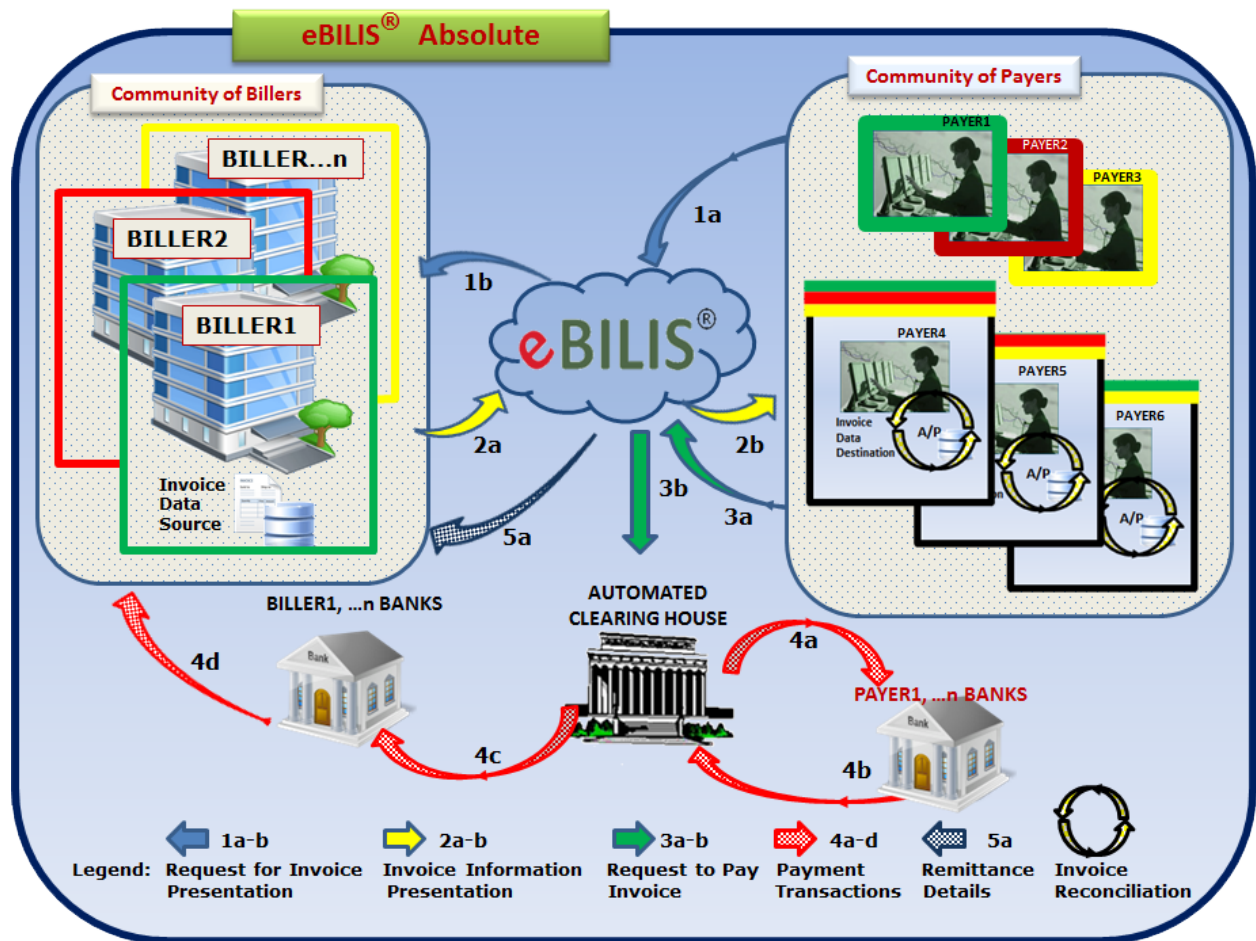 eBILIS® Absolute
Community of Billers
BILLER...n
BILLER2
BILLER1
Invoice
Data
Source
Community of Payers
PAYER1
PAYER2
PAYER3
PAYER4
Invoice
Data
Destination
A/P
PAYER5
A/P
PAYER6
A/P
1a
1b
eBILIS®
2a
2b
3b
3a
5a
BILLER1, ...n BANKS
Bank
AUTOMATED
CLEARING HOUSE
4a
PAYER1, ...n BANKS
Bank
4d
4c
4b
1a-b
2a-b
3a-b
4a-d
5a
Legend: Request for Invoice Invoice Information Request to Pay Payment Remittance Invoice
Presentation Presentation Invoice Transactions Details Reconciliation